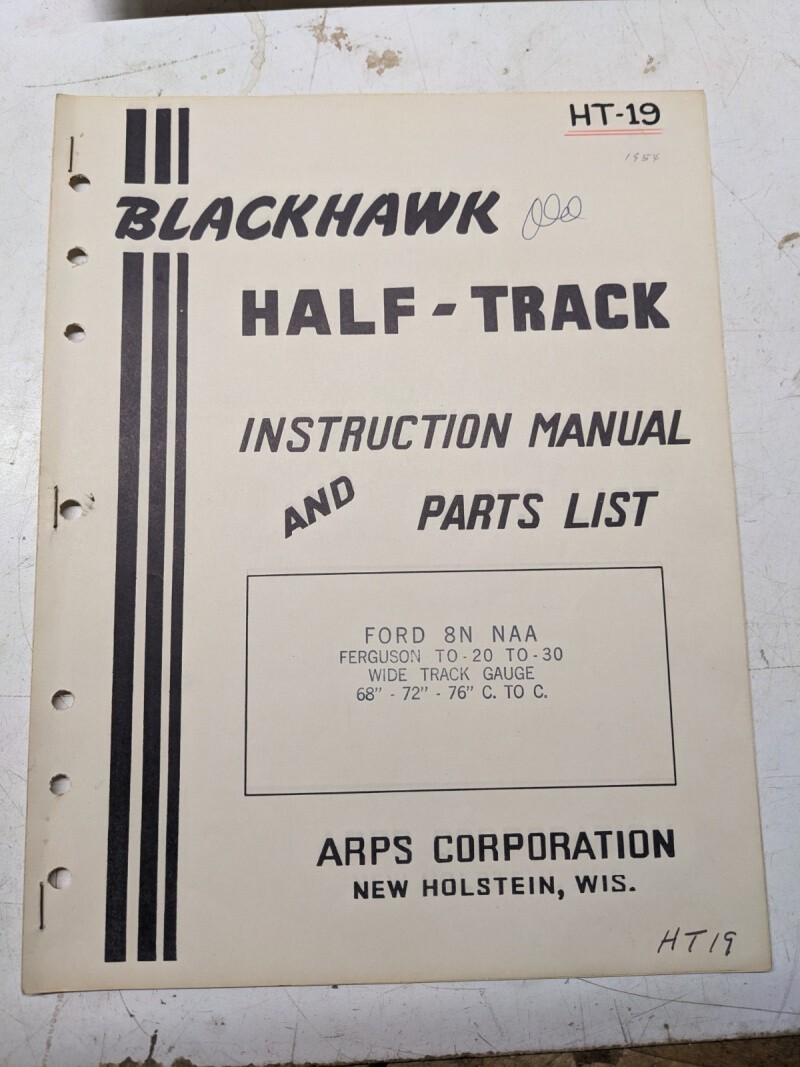 HT-19
1954
BLACKHAWK Old
HALF-TRACK
INSTRUCTION MANUAL
AND PARTS LIST
FORD 8N NAA
FERGUSON TO-20 TO-30
WIDE TRACK GAUGE
68" - 72" - 76" C. TO C.
ARPS CORPORATION
NEW HOLSTEIN, WIS.
HT19